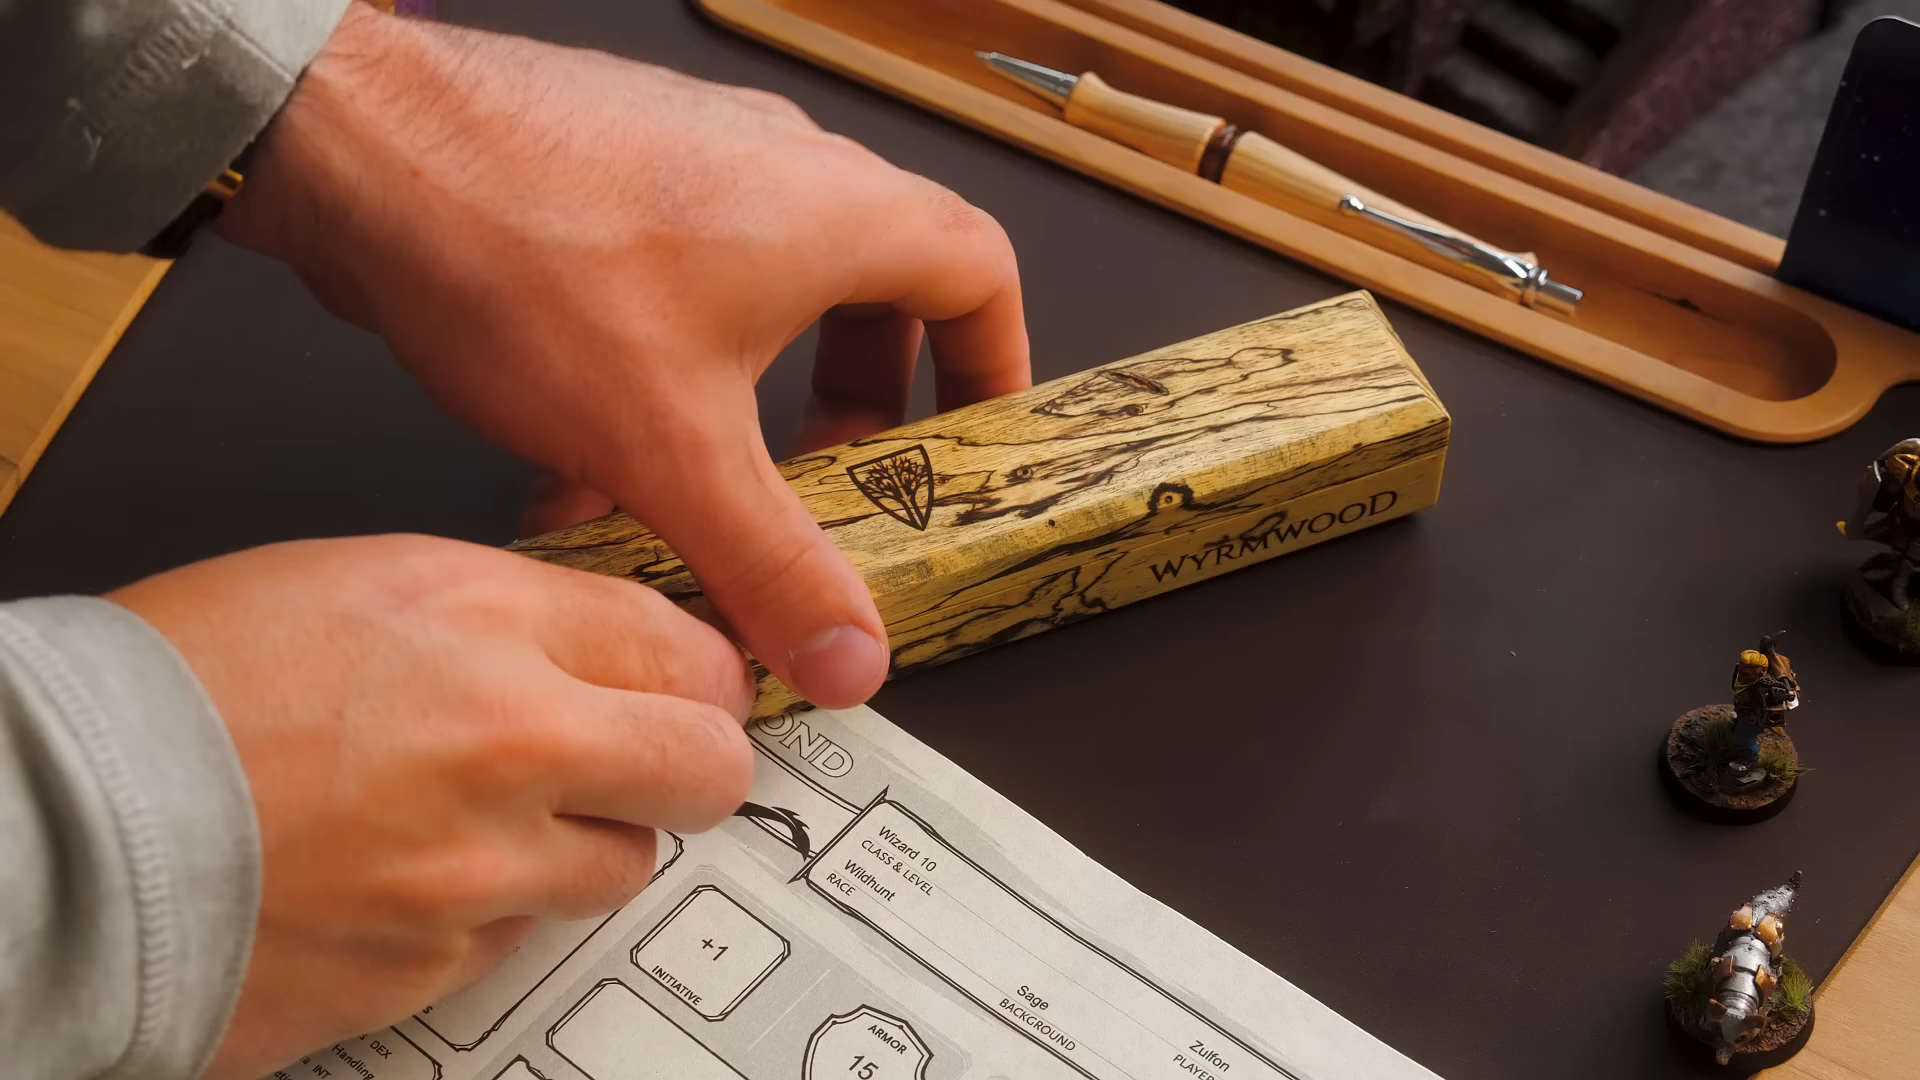 WYRMWOOD
OND
Wizard 10
CLASS & LEVEL
Wildhunt
RACE
+1
INITIATIVE
Sage
BACKGROUND
ARMOR
15
Zulfon
PLAYER
DEX
Handling
INT